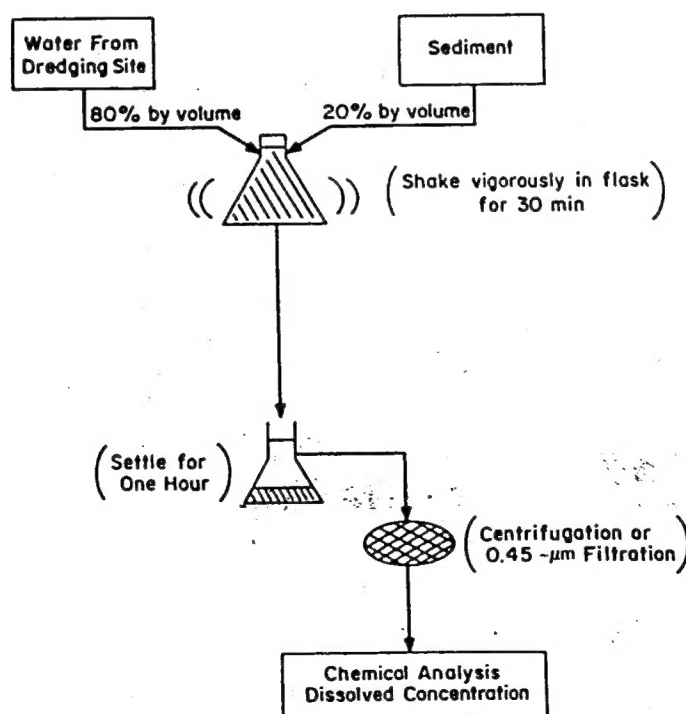 Water From
Dredging Site
Sediment
80% by volume
20% by volume
(Shake vigorously in flask
for 30 min)
(Settle for
One Hour)
(Centrifugation or
0.45 -μm Filtration)
Chemical Analysis
Dissolved Concentration